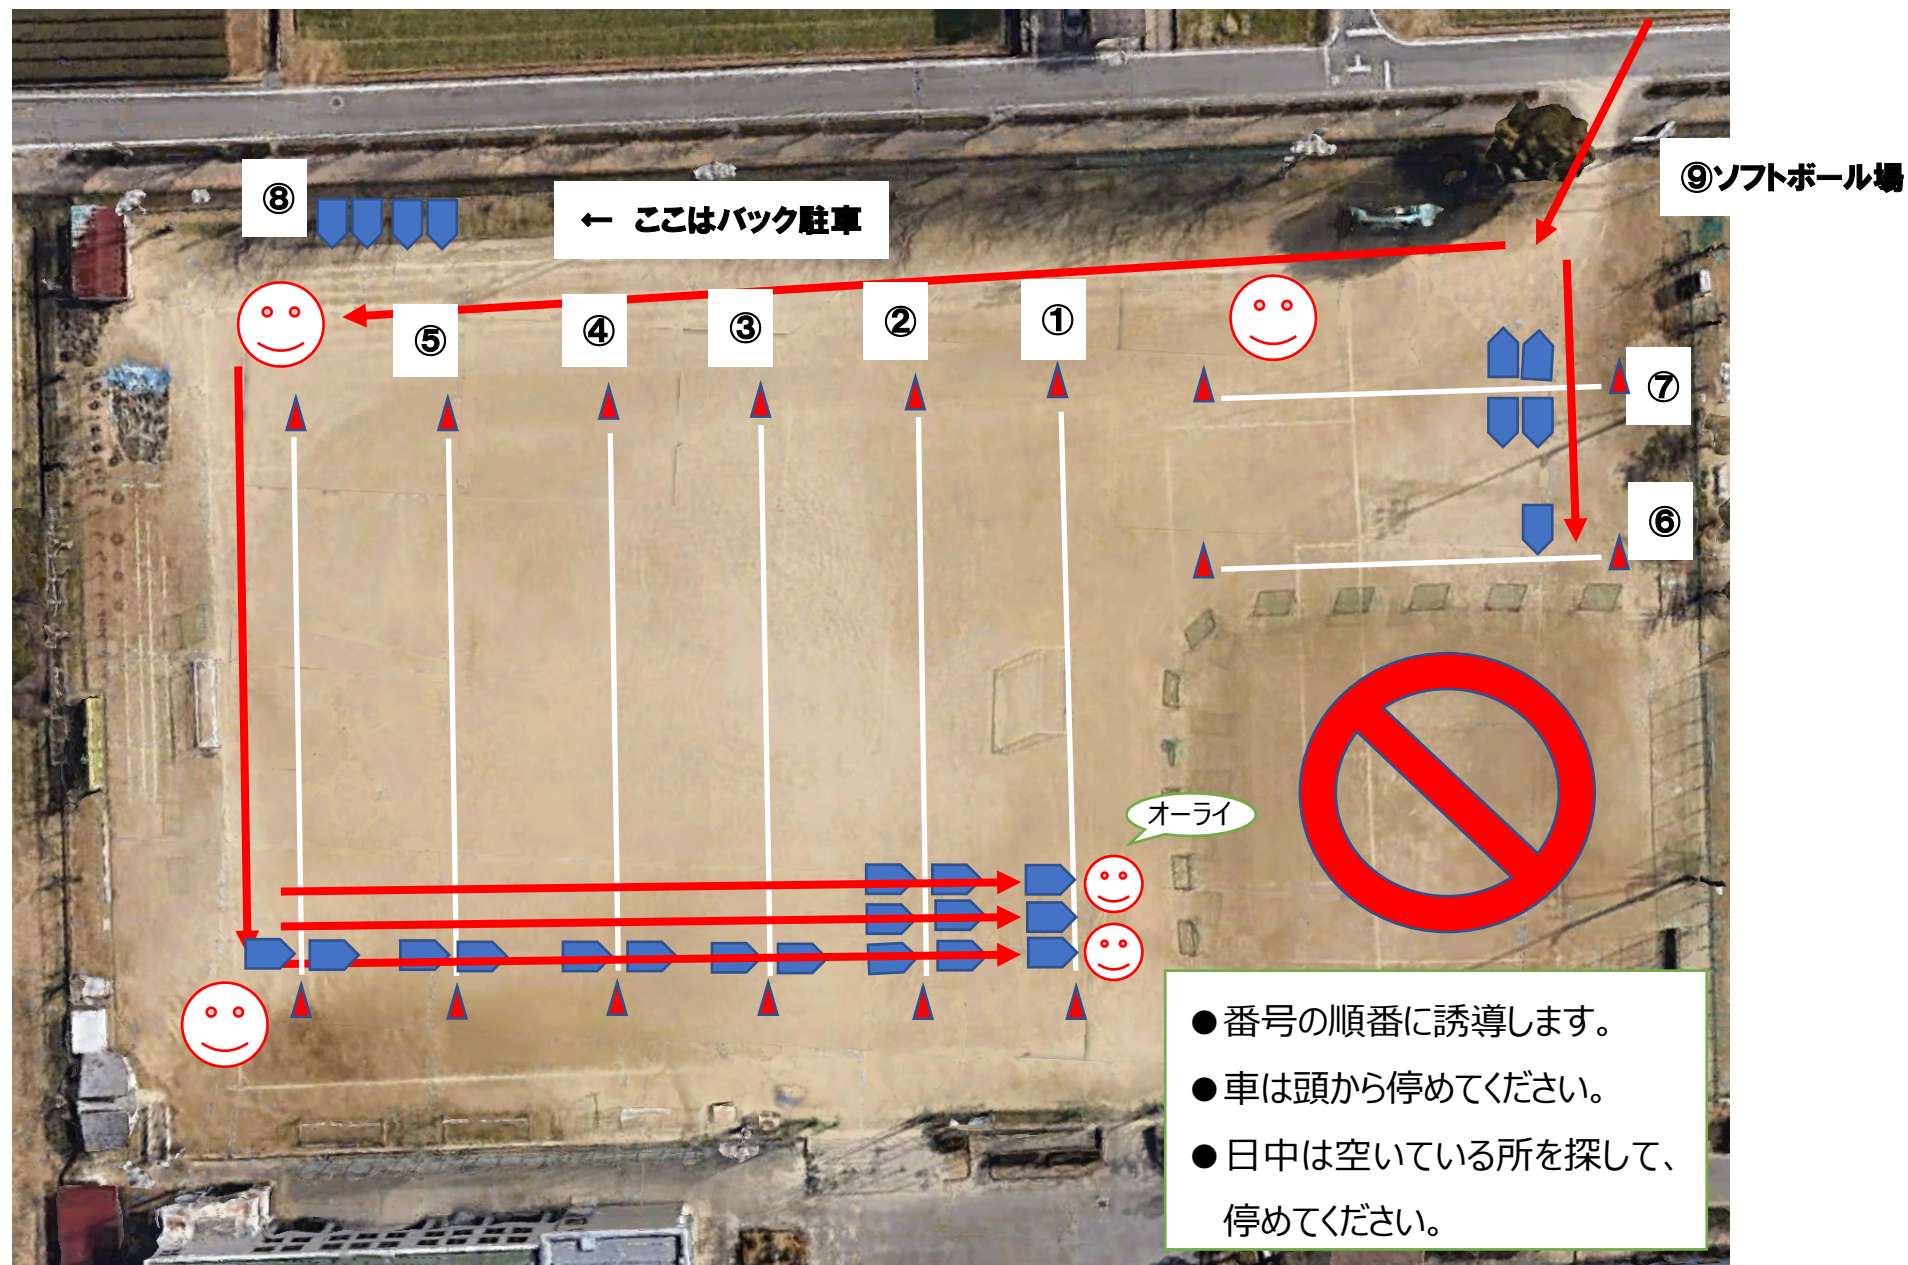 ⑨ソフトボール場
⑧
← ここはバック駐車
⑤
④
③
②
①
⑦
⑥
オーライ
●番号の順番に誘導します。
●車は頭から停めてください。
●日中は空いている所を探して、
停めてください。